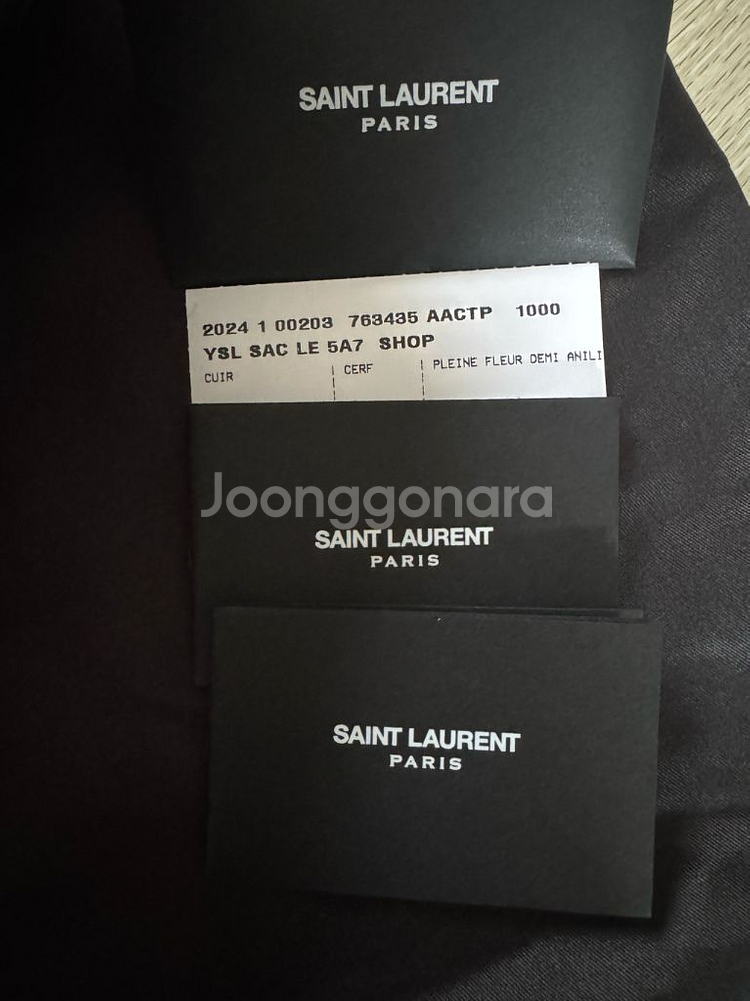 SAINT LAURENT
PARIS
2024 1 00203 763435 AACTP 1000
YSL SAC LE 5A7 SHOP
CUIR CERF PLEINE FLEUR DEMI ANILI
Joonggonara
SAINT LAURENT
PARIS
SAINT LAURENT
PARIS